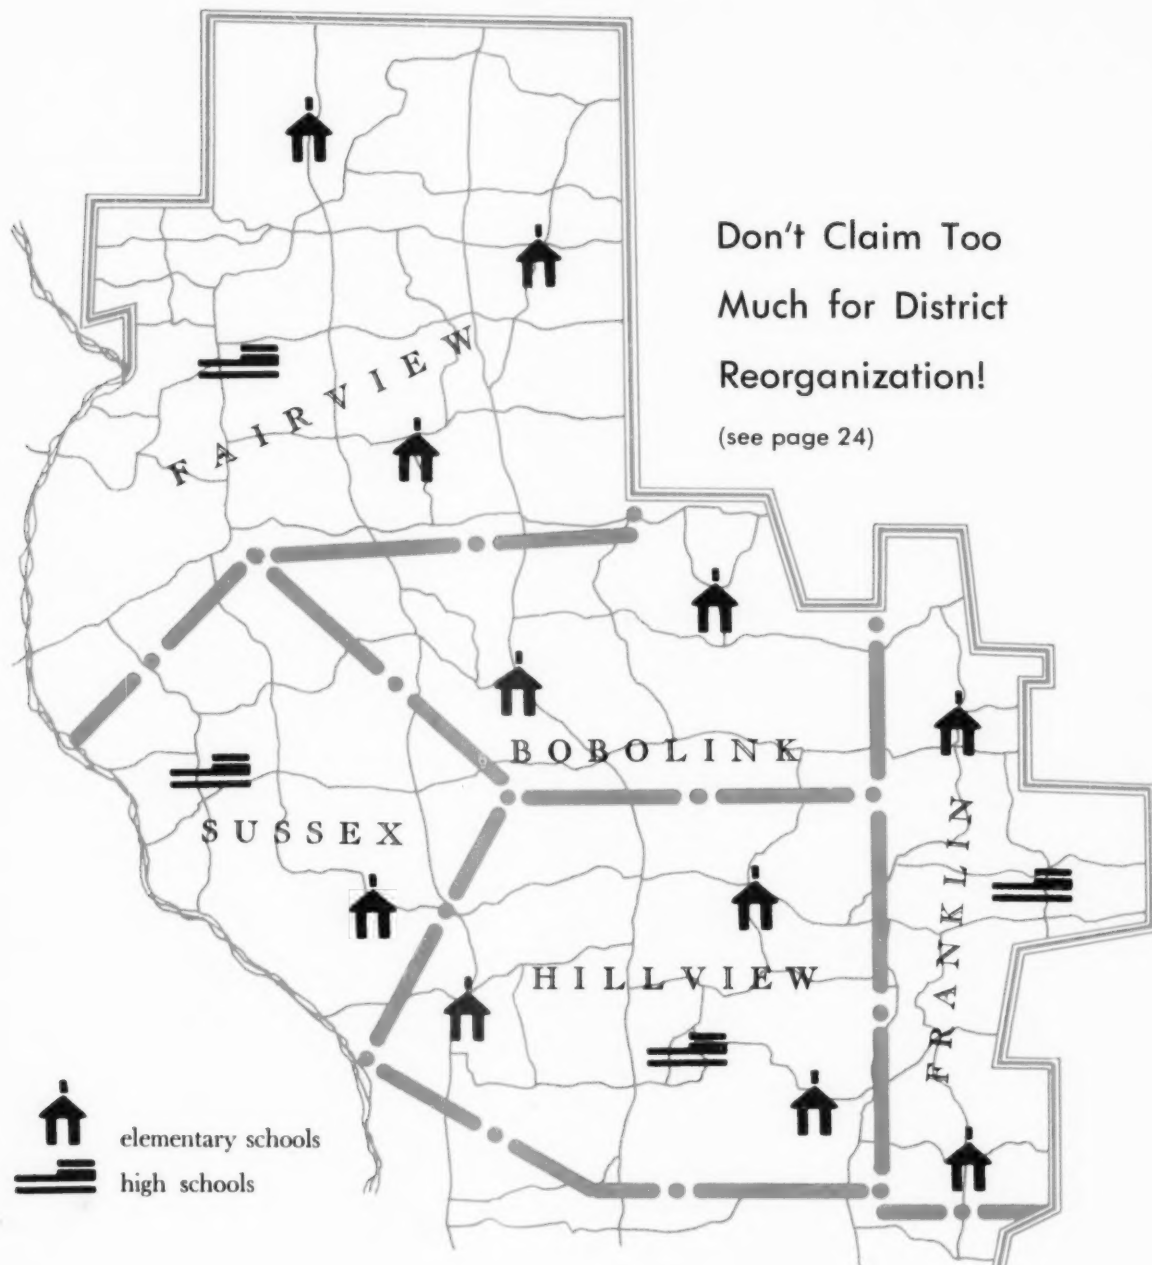 Don't Claim Too
Much for District
Reorganization!
(see page 24)
FAIRVIEW
BOBOLINK
SUSSEX
FRANKLIN
HILLVIEW
elementary schools
high schools